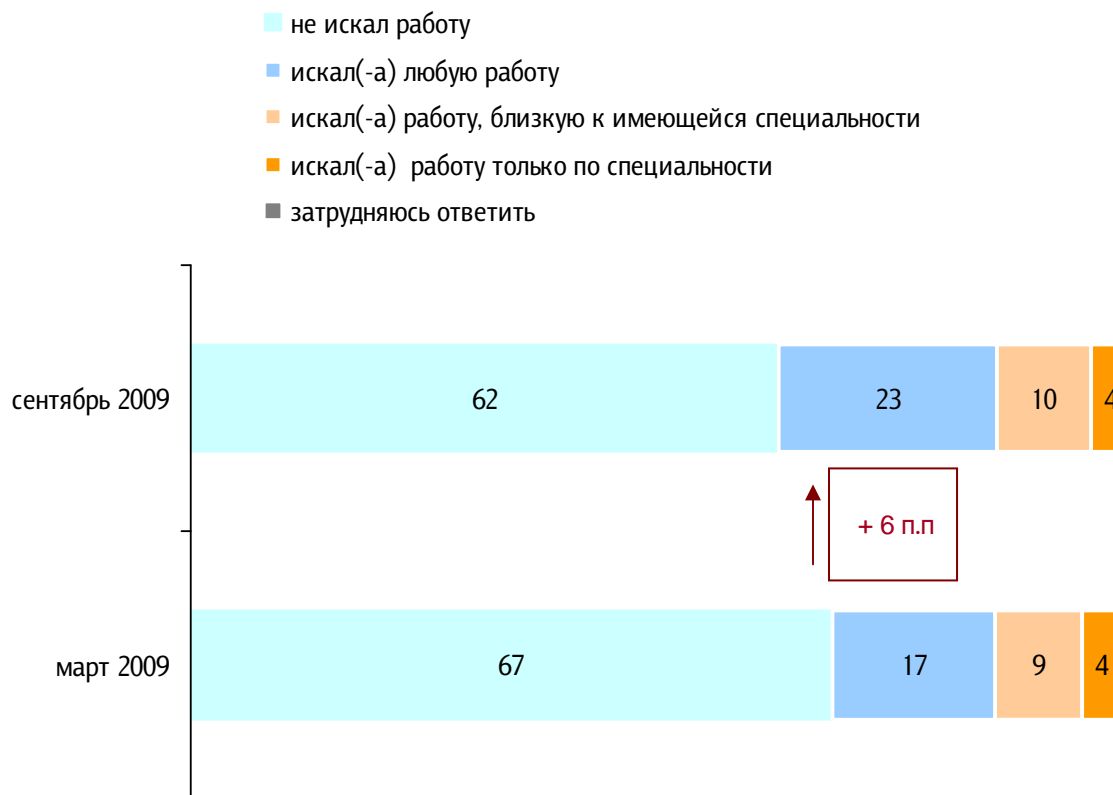 не искал работу
искал(-а) любую работу
искал(-а) работу, близкую к имеющейся специальности
искал(-а) работу только по специальности
затрудняюсь ответить
сентябрь 2009
62
23
10
4
+ 6 п.п
март 2009
67
17
9
4